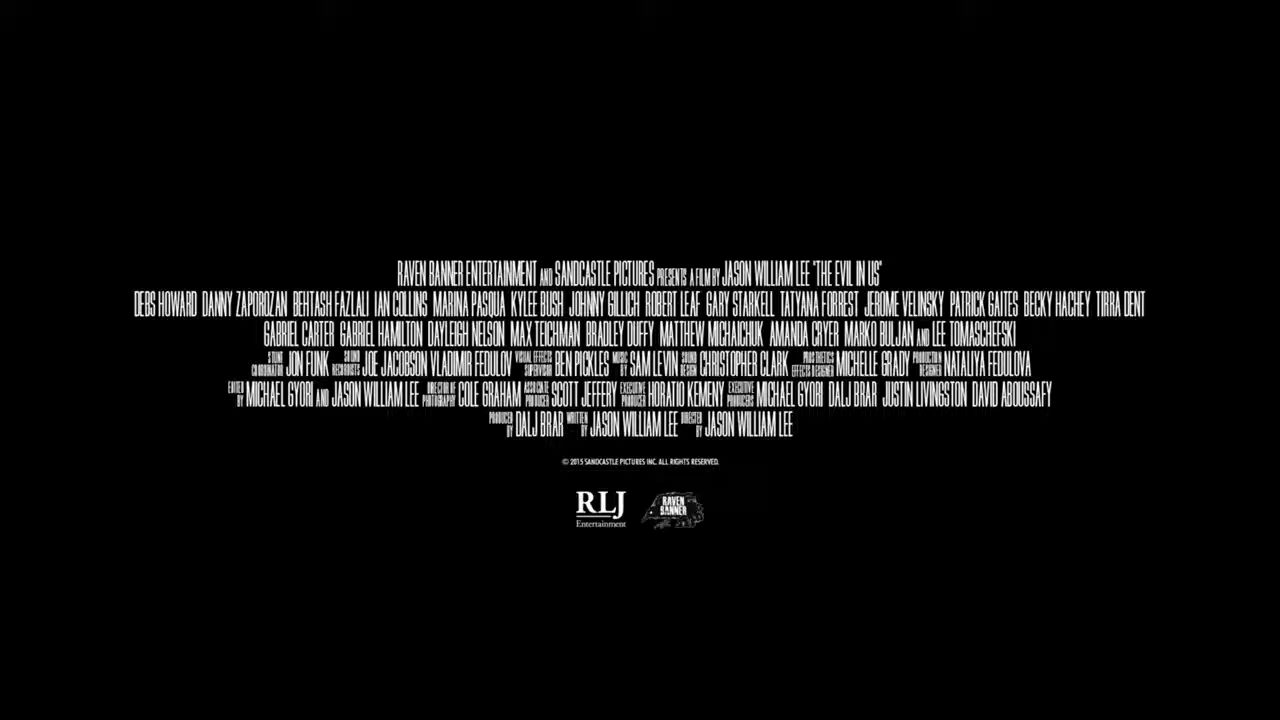 RAVEN BANNER ENTERTAINMENT AND SANDCASTLE PICTURES PRESENTS A FILM BY JASON WILLIAM LEE "THE EVIL IN US"
DEBS HOWARD DANNY ZAPOROZAN BEHTASH FAZLALI IAN COLLINS MARINA PASQUA KYLEE BUSH JOHNNY GILLICH ROBERT LEAF GARY STARKELL TATYANA FORREST JEROME VELINSKY PATRICK GAITES BECKY HACHEY TIRRA DENT
GABRIEL CARTER GABRIEL HAMILTON DAYLEIGH NELSON MAX TEICHMAN BRADLEY DUFFY MATTHEW MICHAICHUK AMANDA CRYER MARKO BULJAN AND LEE TOMASCHEFSKI
STUNT COORDINATOR JON FUNK SOUND RECORDISTS JOE JACOBSON VLADIMIR FEDULOV VISUAL EFFECTS SUPERVISOR BEN PICKLES MUSIC BY SAM LEVIN SOUND DESIGN CHRISTOPHER CLARK PROSTHETICS EFFECTS DESIGNER MICHELLE GRADY PRODUCTION DESIGNER NATALIYA FEDULOVA
EDITED BY MICHAEL GYORI AND JASON WILLIAM LEE DIRECTOR OF PHOTOGRAPHY COLE GRAHAM ASSOCIATE PRODUCER SCOTT JEFFERY EXECUTIVE PRODUCER HORATIO KEMENY EXECUTIVE PRODUCERS MICHAEL GYORI DALJ BRAR JUSTIN LIVINGSTON DAVID ABOUSSAFY
PRODUCED BY DALJ BRAR WRITTEN BY JASON WILLIAM LEE DIRECTED BY JASON WILLIAM LEE
© 2015 SANDCASTLE PICTURES INC. ALL RIGHTS RESERVED.
RLJ
Entertainment
RAVEN
BANNER